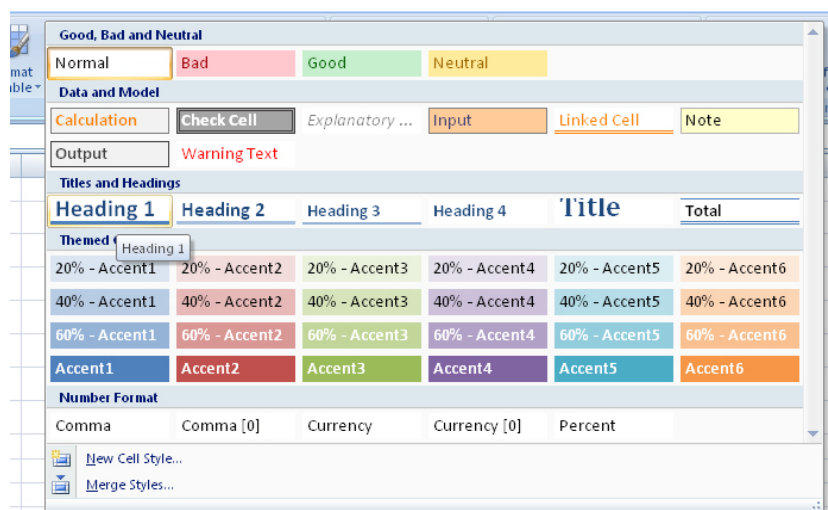 Good, Bad and Neutral
mat
Normal Bad Good Neutral
able
Data and Model
Calculation Check Cell Explanatory ... Input Linked Cell Note
Output Warning Text
Titles and Headings
Heading 1 Heading 2 Heading 3 Heading 4 Title Total
Themed
Heading 1
20% - Accent1 20% - Accent2 20% - Accent3 20% - Accent4 20% - Accent5 20% - Accent6
40% - Accent1 40% - Accent2 40% - Accent3 40% - Accent4 40% - Accent5 40% - Accent6
60% - Accent1 60% - Accent2 60% - Accent3 60% - Accent4 60% - Accent5 60% - Accent6
Accent1 Accent2 Accent3 Accent4 Accent5 Accent6
Number Format
Comma Comma [0] Currency Currency [0] Percent
New Cell Style...
Merge Styles...